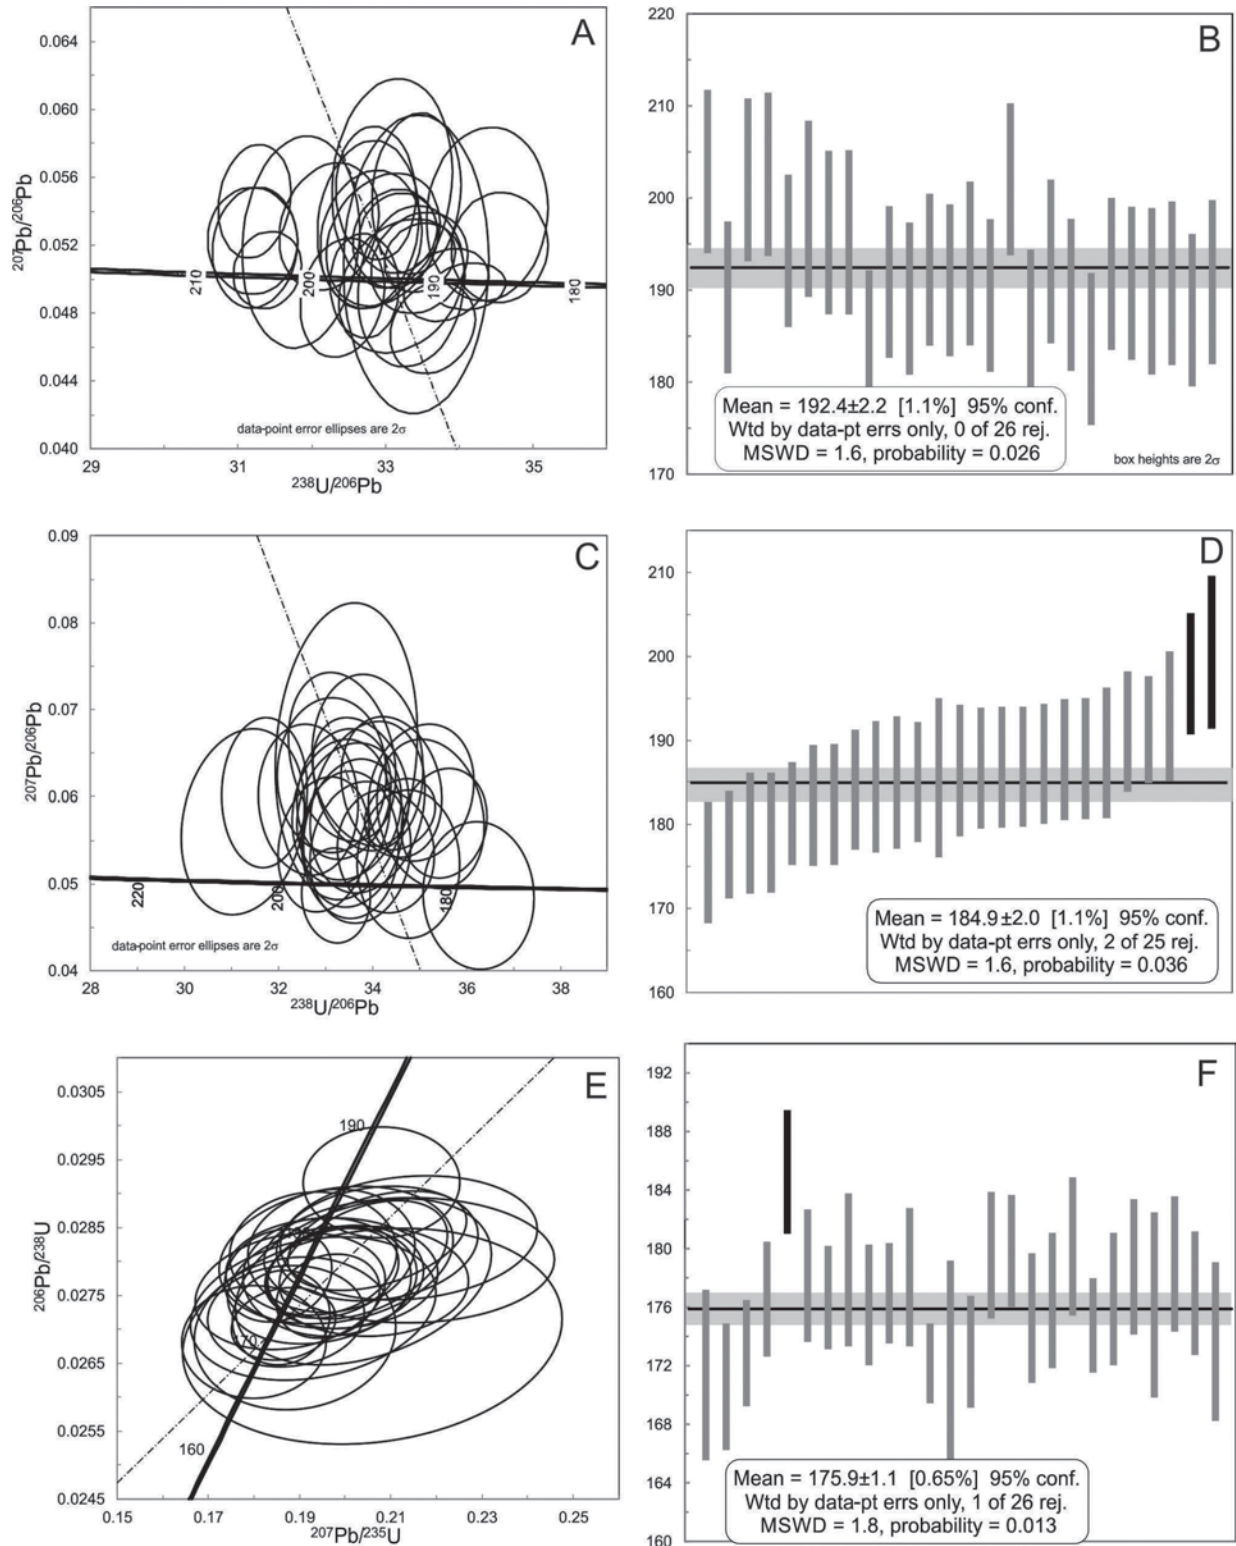 A
0.064
0.060
0.056
0.052
0.048
0.044
0.040
207Pb/206Pb
210
200
190
180
data-point error ellipses are 2σ
29
31
33
35
238U/206Pb
B
220
210
200
190
180
170
Mean = 192.4±2.2 [1.1%] 95% conf.
Wtd by data-pt errs only, 0 of 26 rej.
MSWD = 1.6, probability = 0.026
box heights are 2σ
C
0.09
0.08
0.07
0.06
0.05
0.04
207Pb/206Pb
220
200
180
data-point error ellipses are 2σ
28
30
32
34
36
38
238U/206Pb
D
210
200
190
180
170
160
Mean = 184.9±2.0 [1.1%] 95% conf.
Wtd by data-pt errs only, 2 of 25 rej.
MSWD = 1.6, probability = 0.036
E
0.0305
0.0295
0.0285
0.0275
0.0265
0.0255
0.0245
206Pb/238U
190
170
160
0.15
0.17
0.19
0.21
0.23
0.25
207Pb/235U
F
192
188
184
180
176
172
168
164
160
Mean = 175.9±1.1 [0.65%] 95% conf.
Wtd by data-pt errs only, 1 of 26 rej.
MSWD = 1.8, probability = 0.013